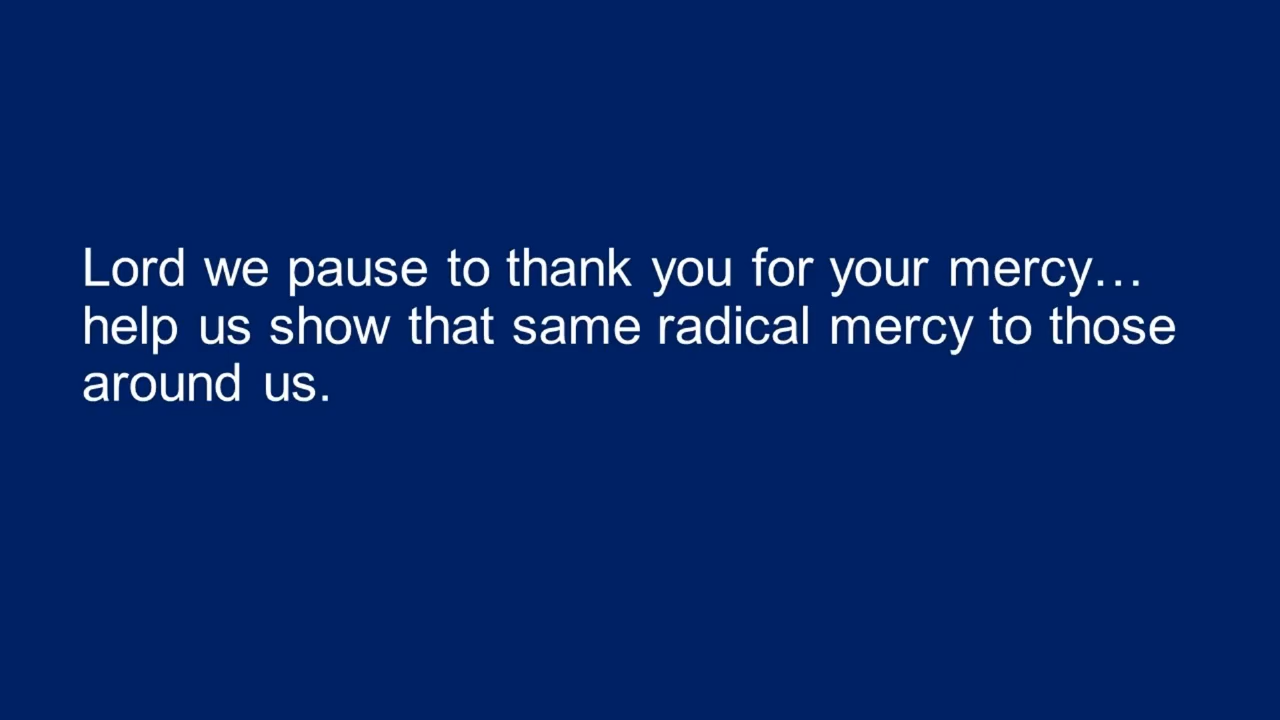 Lord we pause to thank you for your mercy…
help us show that same radical mercy to those
around us.